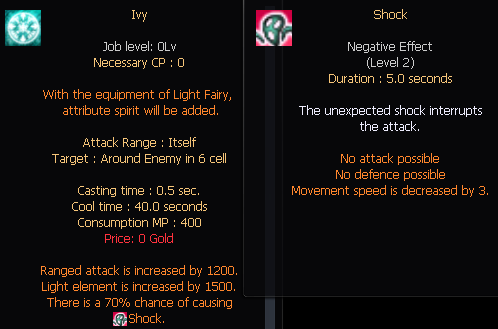 Ivy
Job level: 0Lv
Necessary CP : 0
With the equipment of Light Fairy,
attribute spirit will be added.
Attack Range : Itself
Target : Around Enemy in 6 cell
Casting time : 0.5 sec.
Cool time : 40.0 seconds
Consumption MP : 400
Price: 0 Gold
Ranged attack is increased by 1200.
Light element is increased by 1500.
There is a 70% chance of causing
Shock.
Shock
Negative Effect
(Level 2)
Duration : 5.0 seconds
The unexpected shock interrupts
the attack.
No attack possible
No defence possible
Movement speed is decreased by 3.